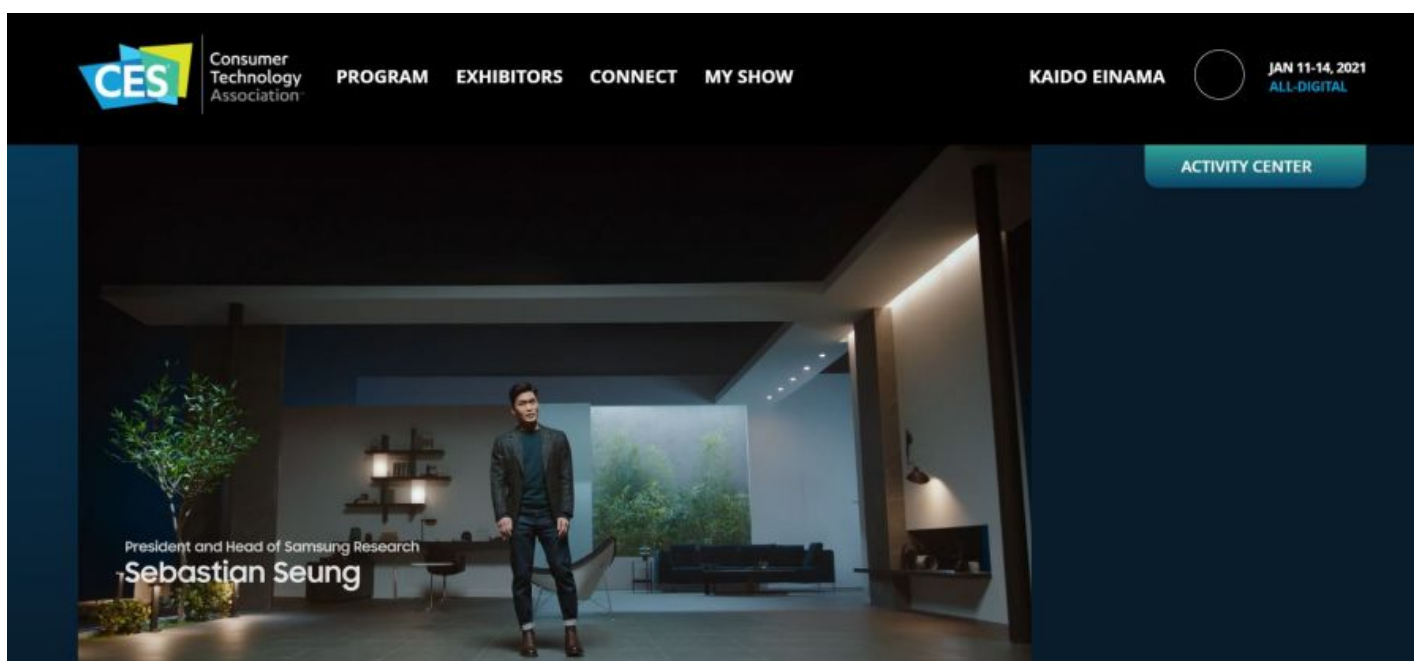 CES
Consumer
Technology
Association
PROGRAM EXHIBITORS CONNECT MY SHOW
KAIDO EINAMA
JAN 11-14, 2021
ALL-DIGITAL
ACTIVITY CENTER
President and Head of Samsung Research
Sebastian Seung